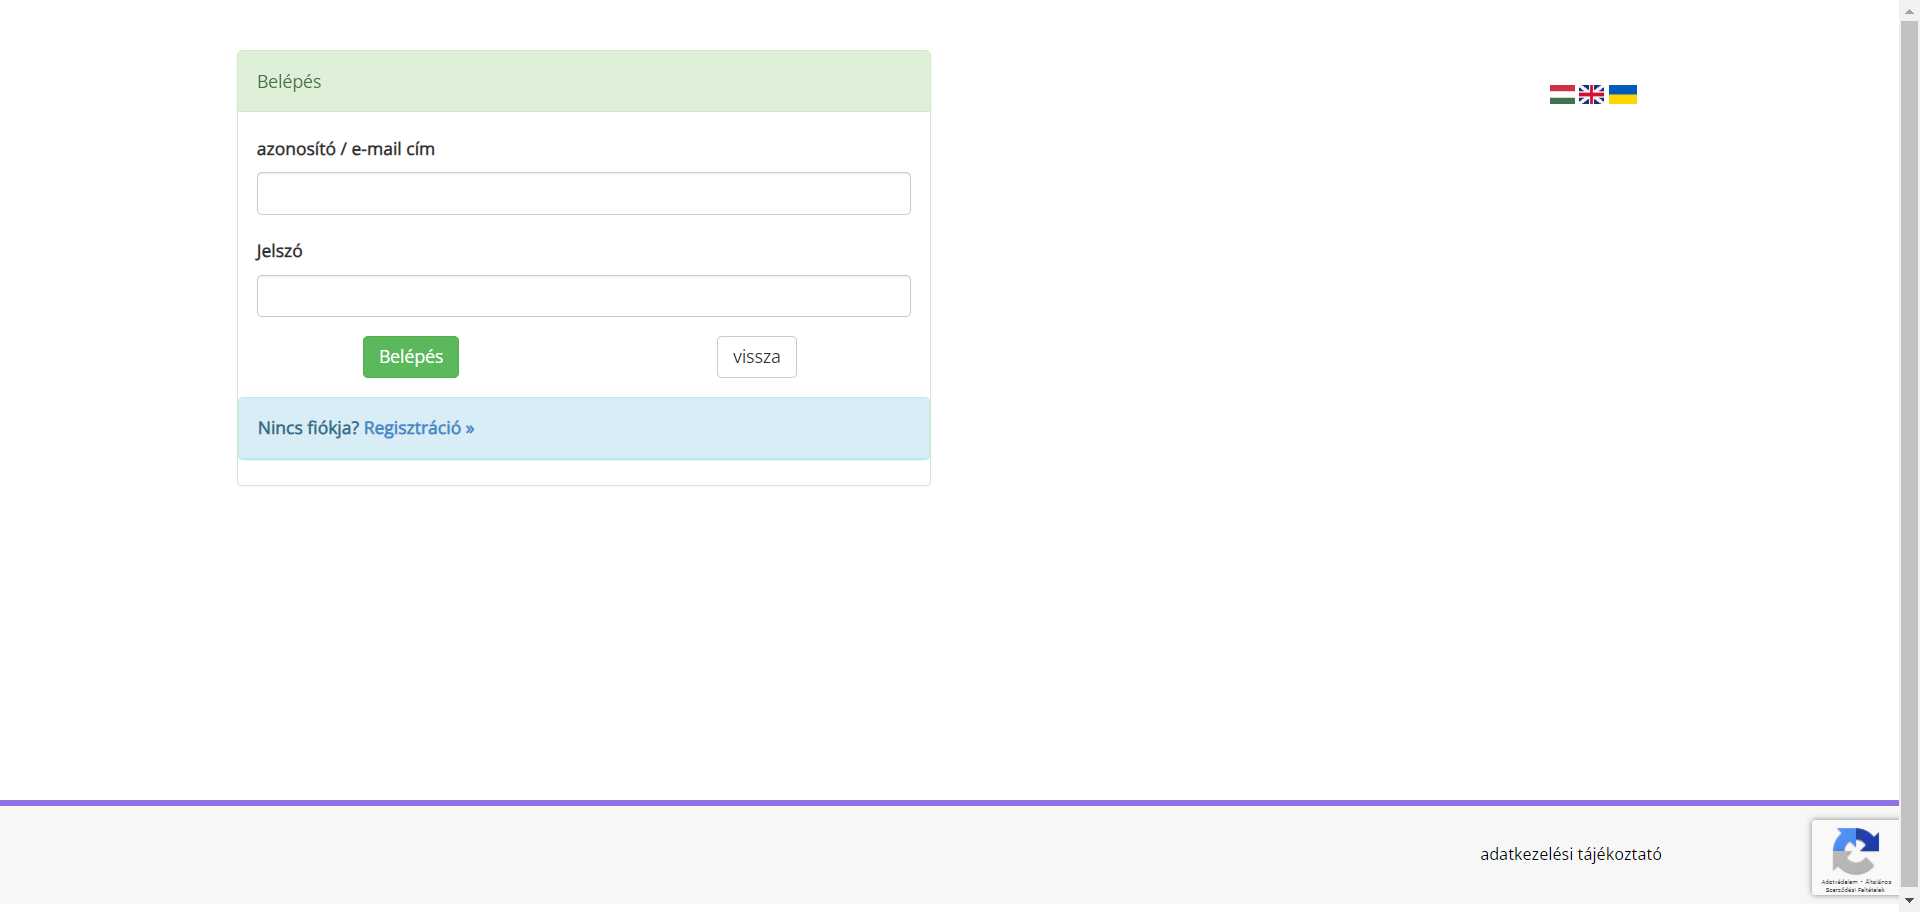 Belépés
azonosító / e-mail cím
Jelszó
Belépés
vissza
Nincs fiókja? Regisztráció »
adatkezelési tájékoztató
Adatvédelem - Általános
Szerződési Feltételek